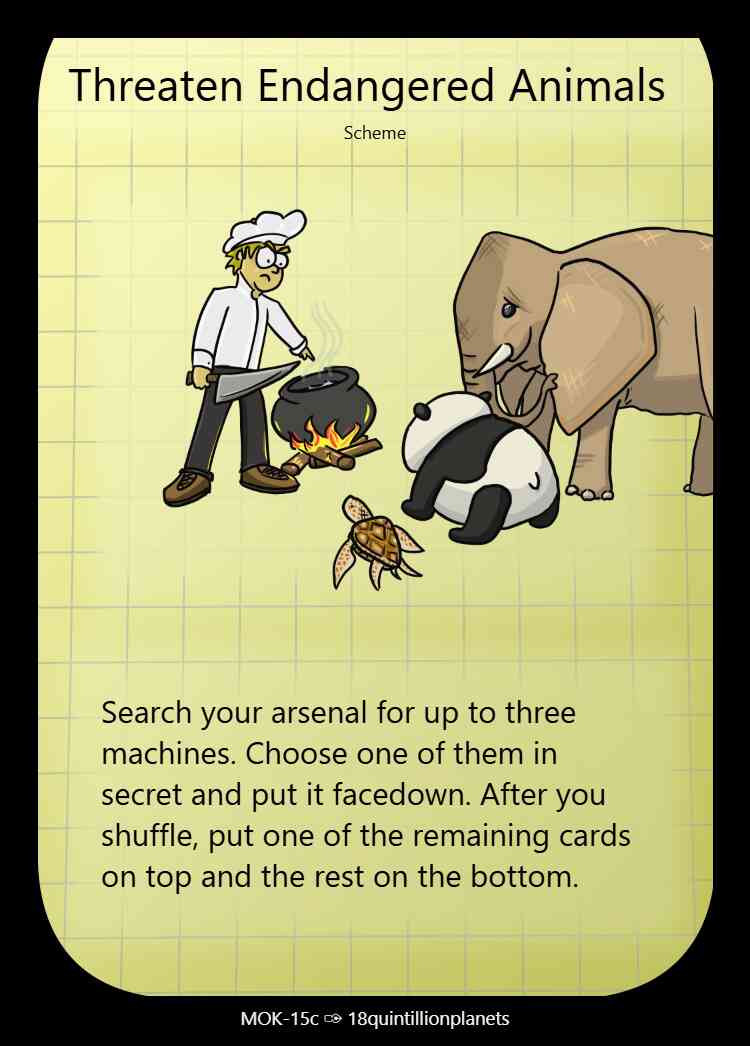 Threaten Endangered Animals
Scheme
Search your arsenal for up to three
machines. Choose one of them in
secret and put it facedown. After you
shuffle, put one of the remaining cards
on top and the rest on the bottom.
MOK-15c ✑ 18quintillionplanets